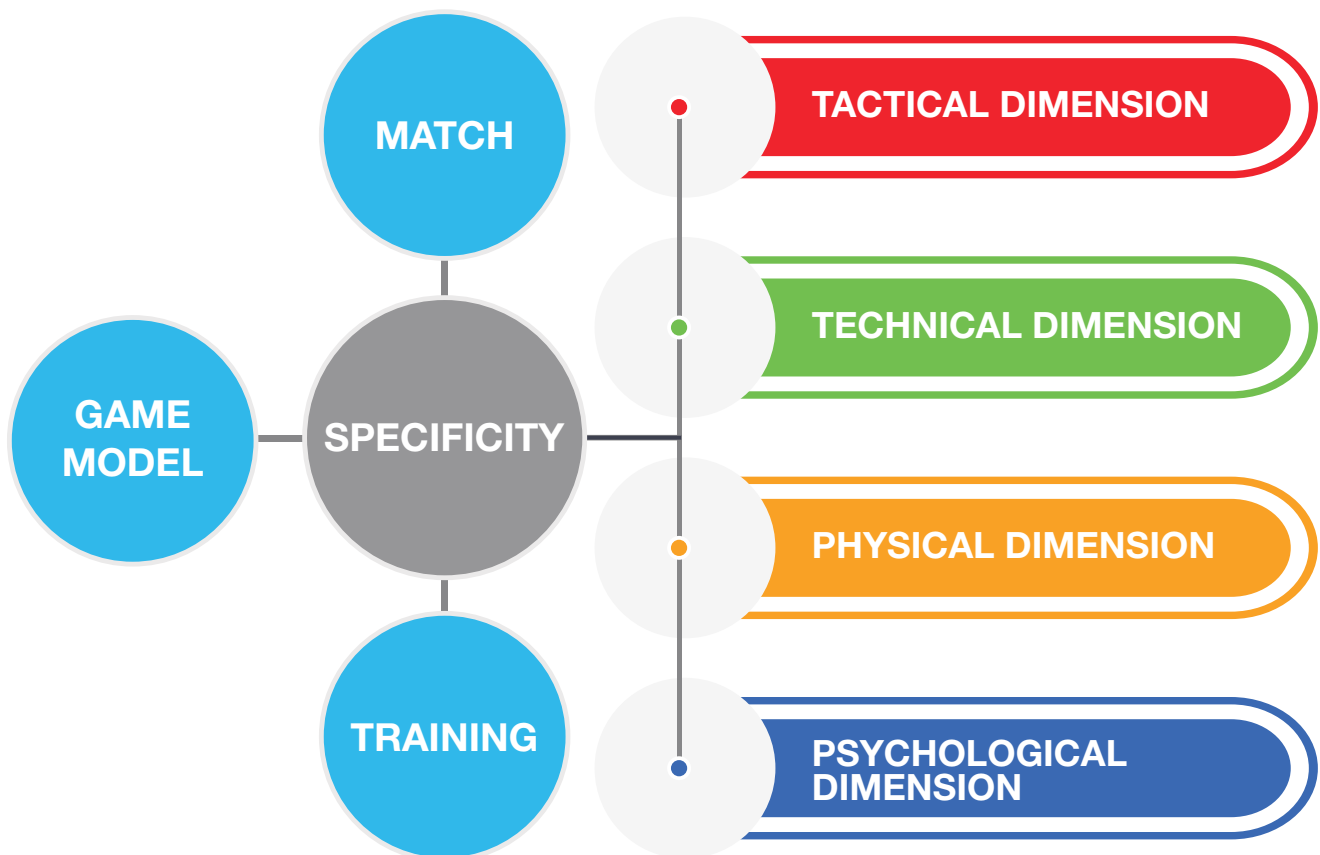 MATCH
GAME
MODEL
SPECIFICITY
TRAINING
TACTICAL DIMENSION
TECHNICAL DIMENSION
PHYSICAL DIMENSION
PSYCHOLOGICAL
DIMENSION